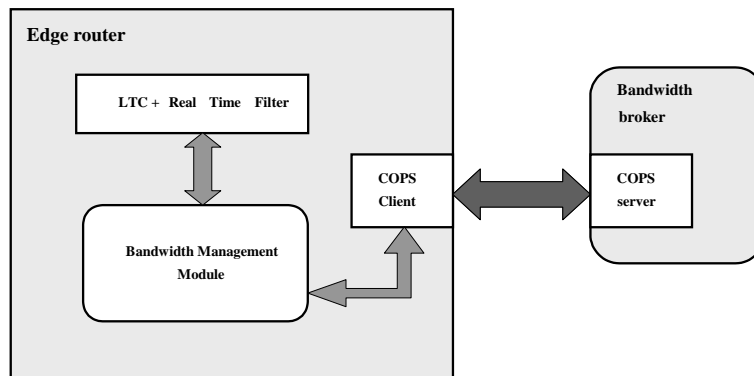 Edge router
LTC + Real Time Filter
Bandwidth Management
Module
COPS
Client
Bandwidth
broker
COPS
server